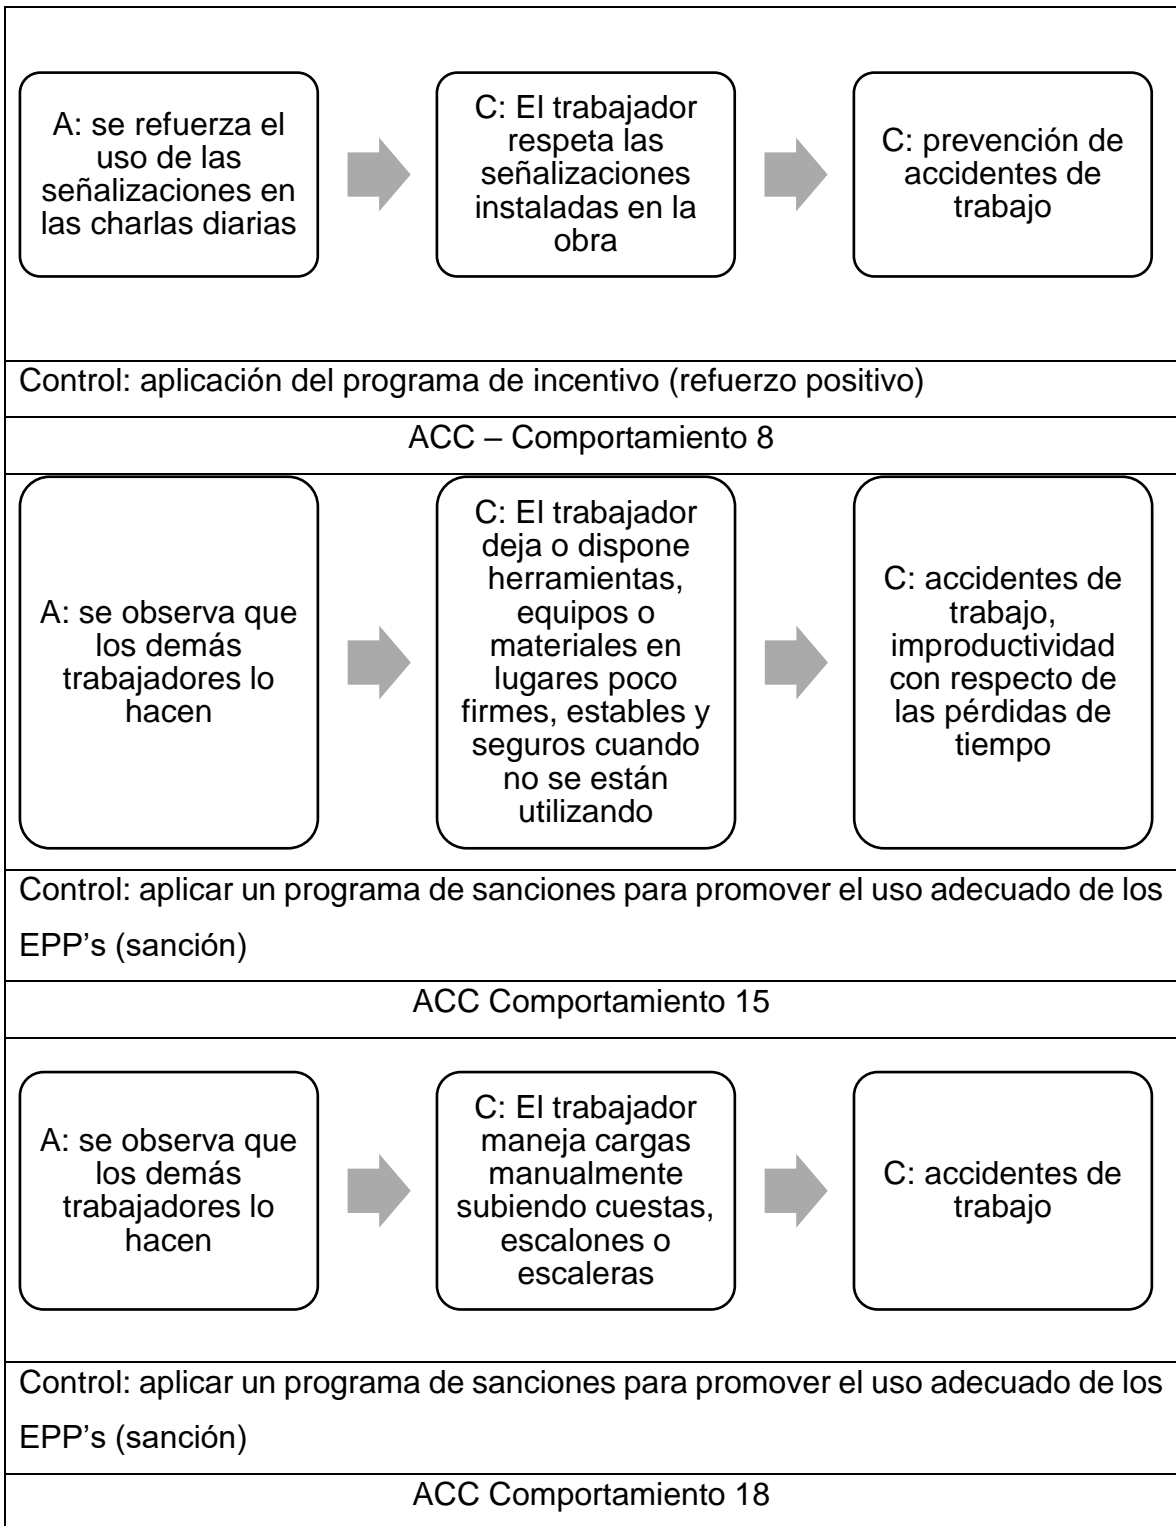 A: se refuerza el
uso de las
señalizaciones en
las charlas diarias
C: El trabajador
respeta las
señalizaciones
instaladas en la
obra
C: prevención de
accidentes de
trabajo
Control: aplicación del programa de incentivo (refuerzo positivo)
ACC – Comportamiento 8
A: se observa que
los demás
trabajadores lo
hacen
C: El trabajador
deja o dispone
herramientas,
equipos o
materiales en
lugares poco
firmes, estables y
seguros cuando
no se están
utilizando
C: accidentes de
trabajo,
improductividad
con respecto de
las pérdidas de
tiempo
Control: aplicar un programa de sanciones para promover el uso adecuado de los
EPP’s (sanción)
ACC Comportamiento 15
A: se observa que
los demás
trabajadores lo
hacen
C: El trabajador
maneja cargas
manualmente
subiendo cuestas,
escalones o
escaleras
C: accidentes de
trabajo
Control: aplicar un programa de sanciones para promover el uso adecuado de los
EPP’s (sanción)
ACC Comportamiento 18